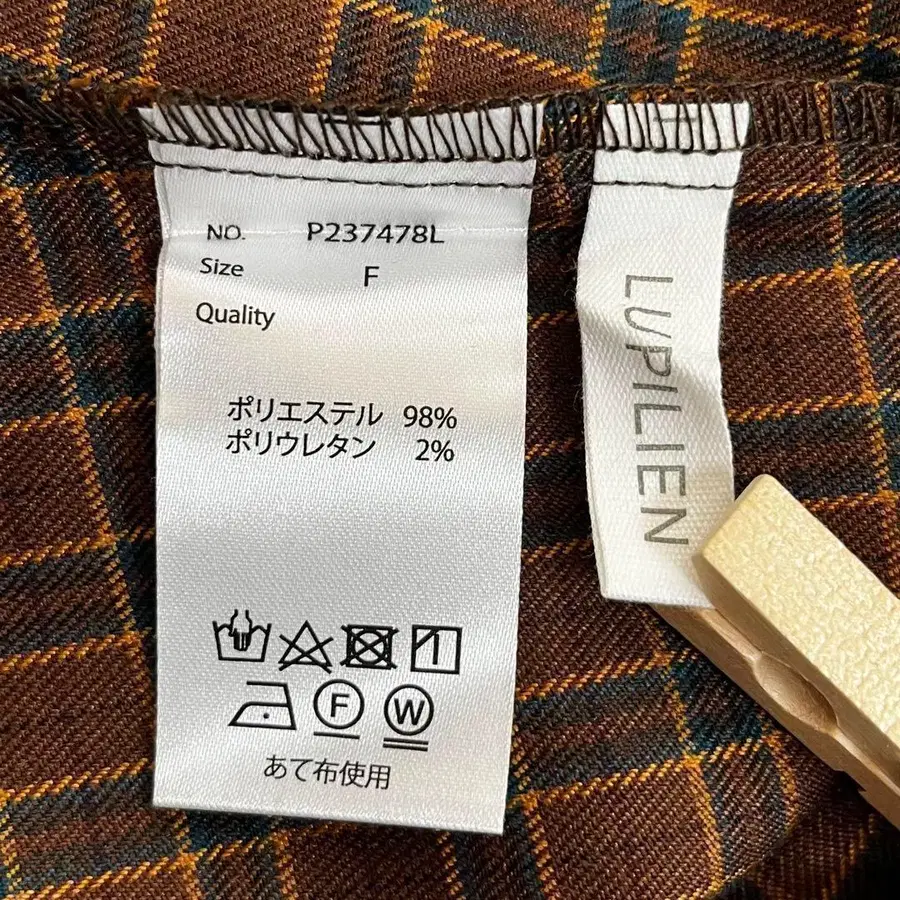 NO. P237478L
Size F
Quality
ポリエステル 98%
ポリウレタン 2%
F W
あて布使用
LUPILIEN